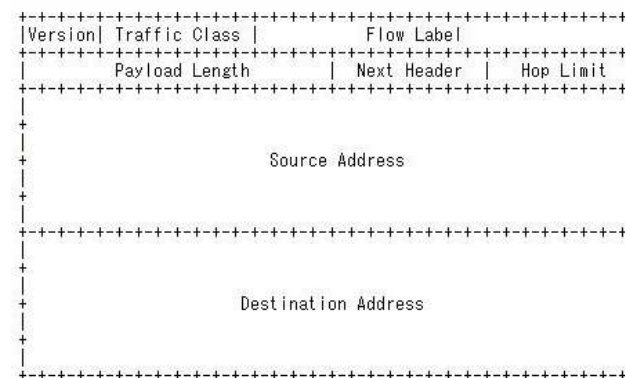 |Version| Traffic Class | Flow Label
| Payload Length | Next Header | Hop Limit
Source Address
Destination Address